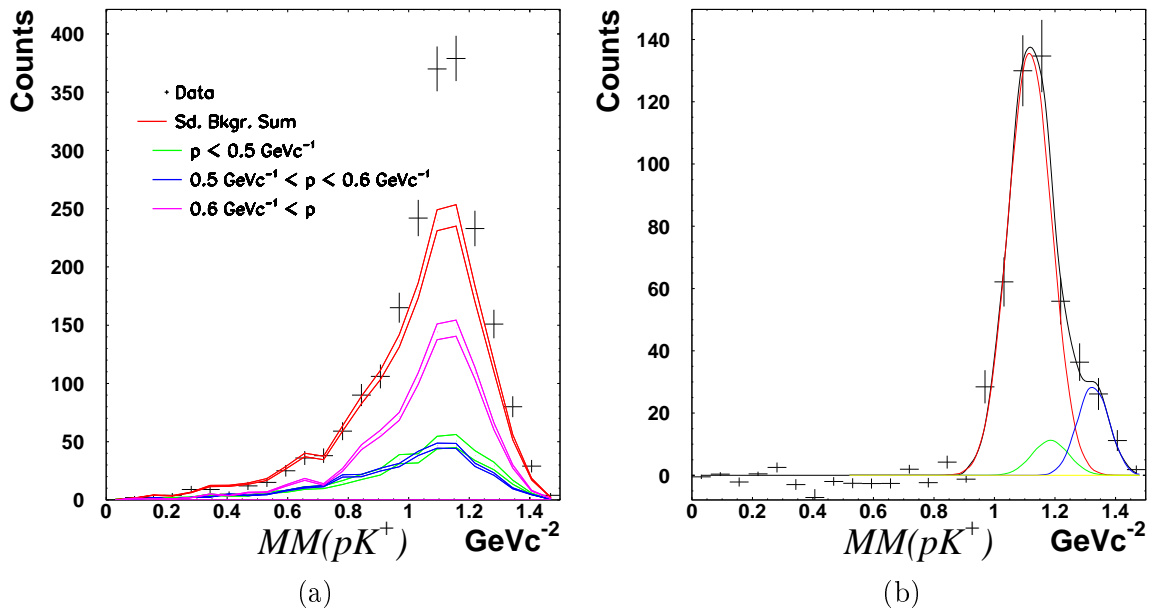 Counts
400
350
300
250
200
150
100
50
0
Data
Sd. Bkgr. Sum
p < 0.5 GeVc⁻¹
0.5 GeVc⁻¹ < p < 0.6 GeVc⁻¹
0.6 GeVc⁻¹ < p
0 0.2 0.4 0.6 0.8 1 1.2 1.4
MM(pK⁺) GeVc⁻²
(a)
Counts
140
120
100
80
60
40
20
0
0 0.2 0.4 0.6 0.8 1 1.2 1.4
MM(pK⁺) GeVc⁻²
(b)